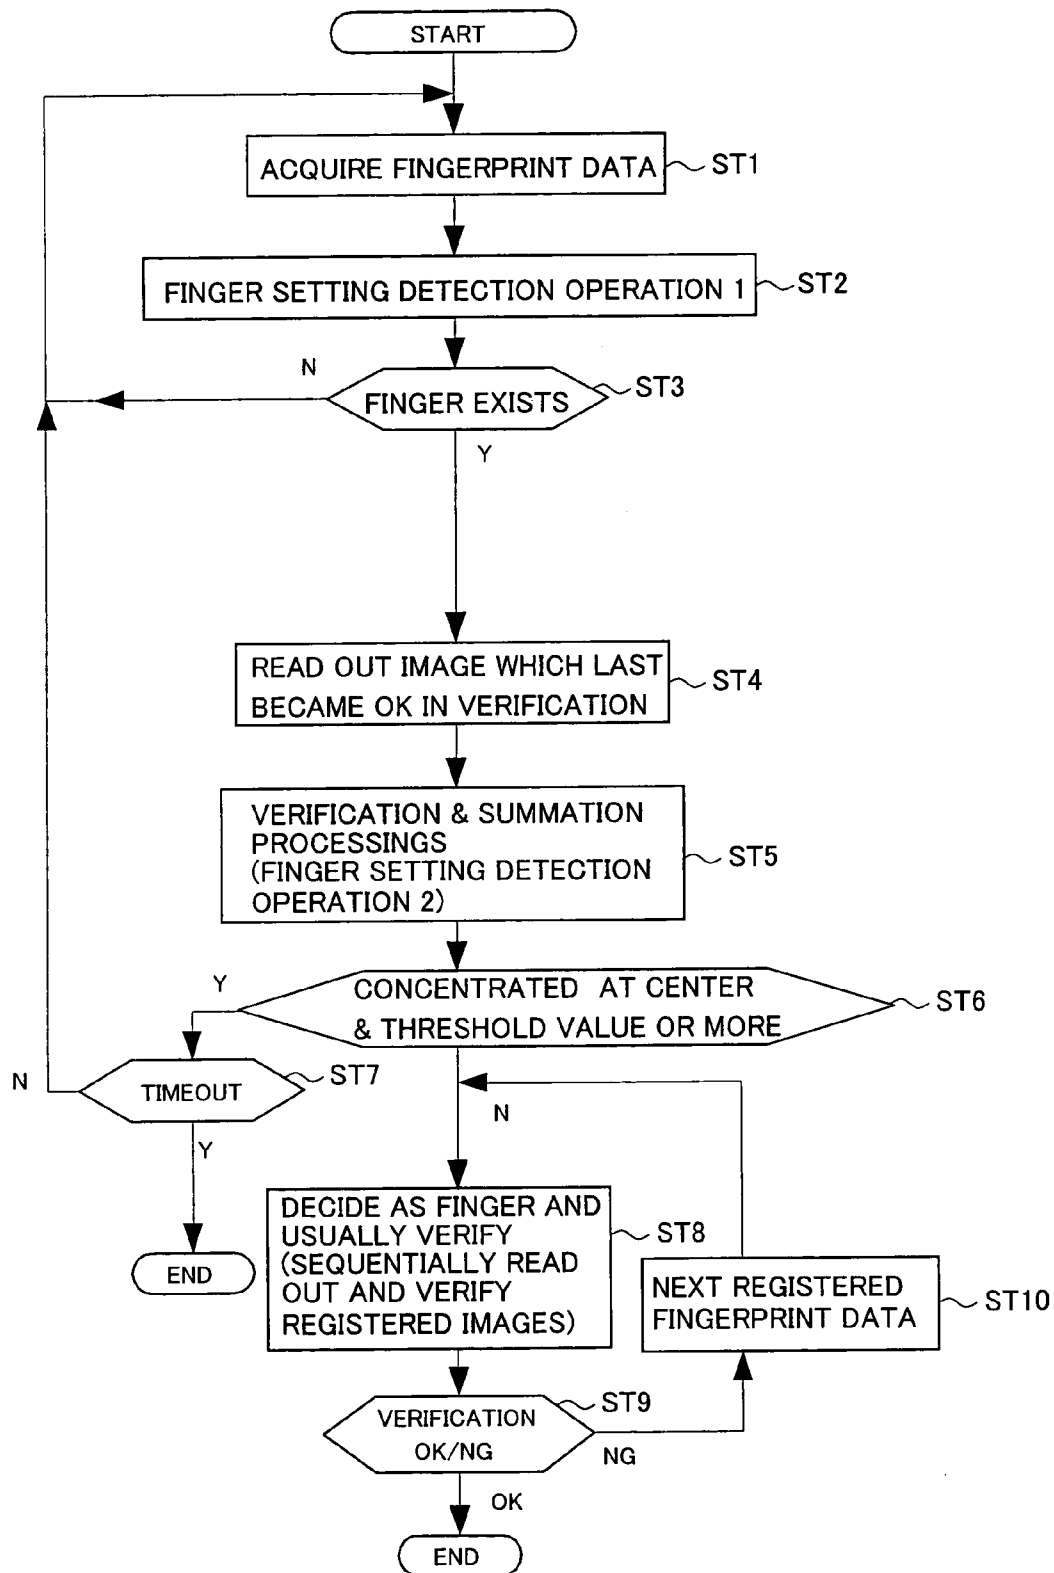 START
ACQUIRE FINGERPRINT DATA
ST1
FINGER SETTING DETECTION OPERATION 1
ST2
N
FINGER EXISTS
ST3
Y
READ OUT IMAGE WHICH LAST
BECAME OK IN VERIFICATION
ST4
VERIFICATION & SUMMATION
PROCESSINGS
(FINGER SETTING DETECTION
OPERATION 2)
ST5
Y
CONCENTRATED AT CENTER
& THRESHOLD VALUE OR MORE
ST6
N
TIMEOUT
ST7
N
Y
END
DECIDE AS FINGER AND
USUALLY VERIFY
(SEQUENTIALLY READ
OUT AND VERIFY
REGISTERED IMAGES)
ST8
NEXT REGISTERED
FINGERPRINT DATA
ST10
VERIFICATION
OK/NG
ST9
NG
OK
END